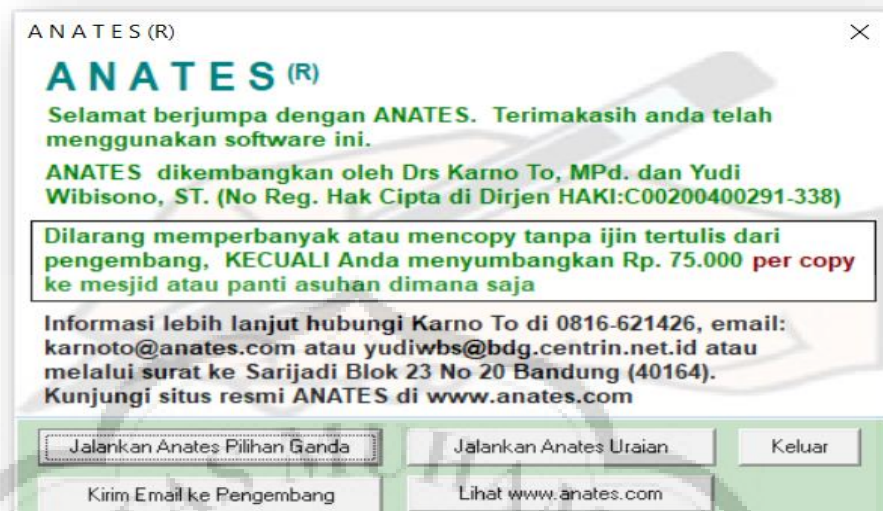 A N A T E S (R)
A N A T E S (R)
Selamat berjumpa dengan ANATES. Terimakasih anda telah
menggunakan software ini.
ANATES dikembangkan oleh Drs Karno To, MPd. dan Yudi
Wibisono, ST. (No Reg. Hak Cipta di Dirjen HAKI:C00200400291-338)
Dilarang memperbanyak atau mencopy tanpa ijin tertulis dari
pengembang, KECUALI Anda menyumbangkan Rp. 75.000 per copy
ke mesjid atau panti asuhan dimana saja
Informasi lebih lanjut hubungi Karno To di 0816-621426, email:
karnoto@anates.com atau yudiwbs@bdg.centrin.net.id atau
melalui surat ke Sarijadi Blok 23 No 20 Bandung (40164).
Kunjungi situs resmi ANATES di www.anates.com
Jalankan Anates Pilihan Ganda Jalankan Anates Uraian Keluar
Kirim Email ke Pengembang Lihat www.anates.com